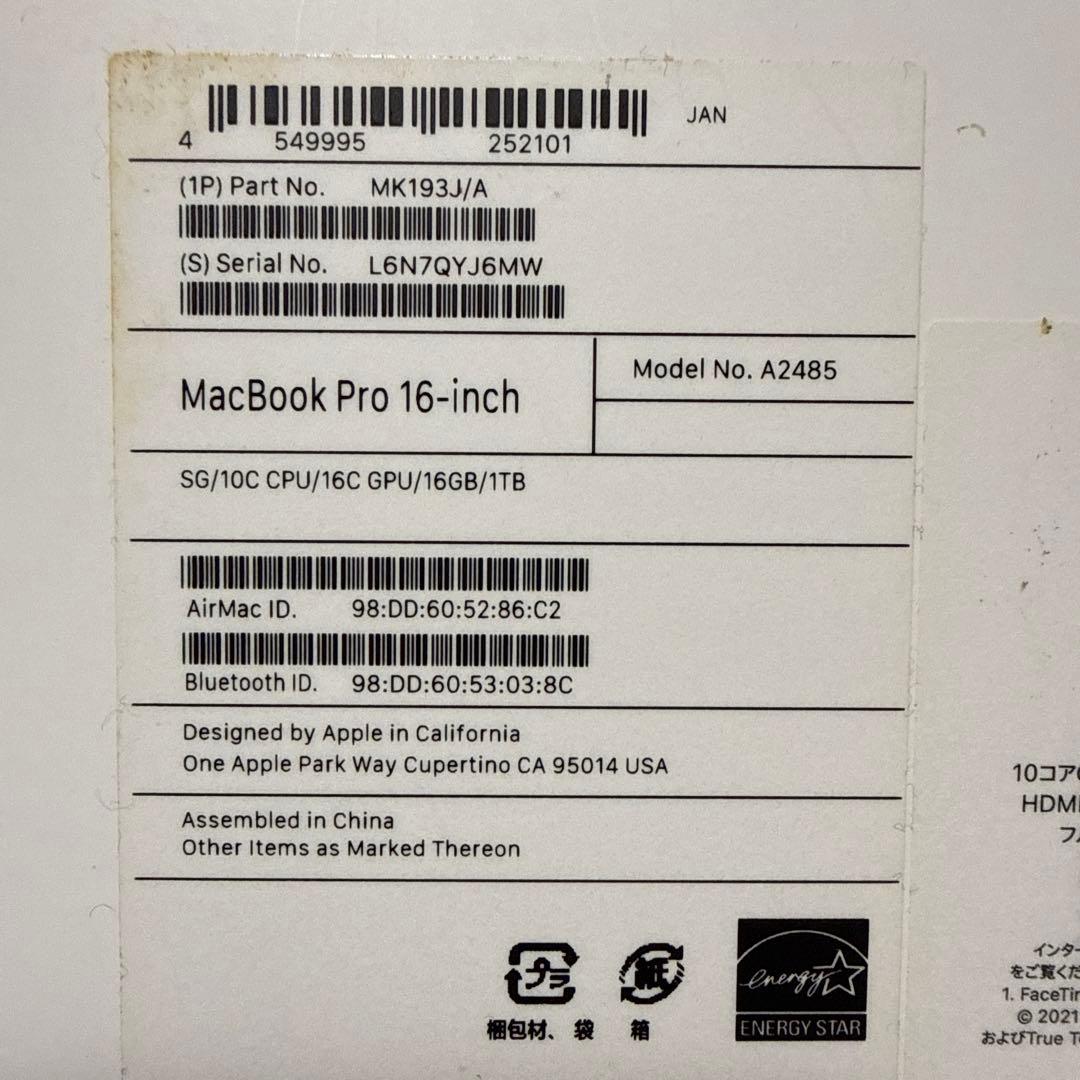 JAN
4 549995 252101
(1P) Part No. MK193J/A
(S) Serial No. L6N7QYJ6MW
MacBook Pro 16-inch
Model No. A2485
SG/10C CPU/16C GPU/16GB/1TB
AirMac ID. 98:DD:60:52:86:C2
Bluetooth ID. 98:DD:60:53:03:8C
Designed by Apple in California
One Apple Park Way Cupertino CA 95014 USA
Assembled in China
Other Items as Marked Thereon
プラ
紙
梱包材、袋
箱
energy
ENERGY STAR
10コア
HDMI
フ
インター
をご覧くだ
1. FaceTi
© 2021
およびTrue T